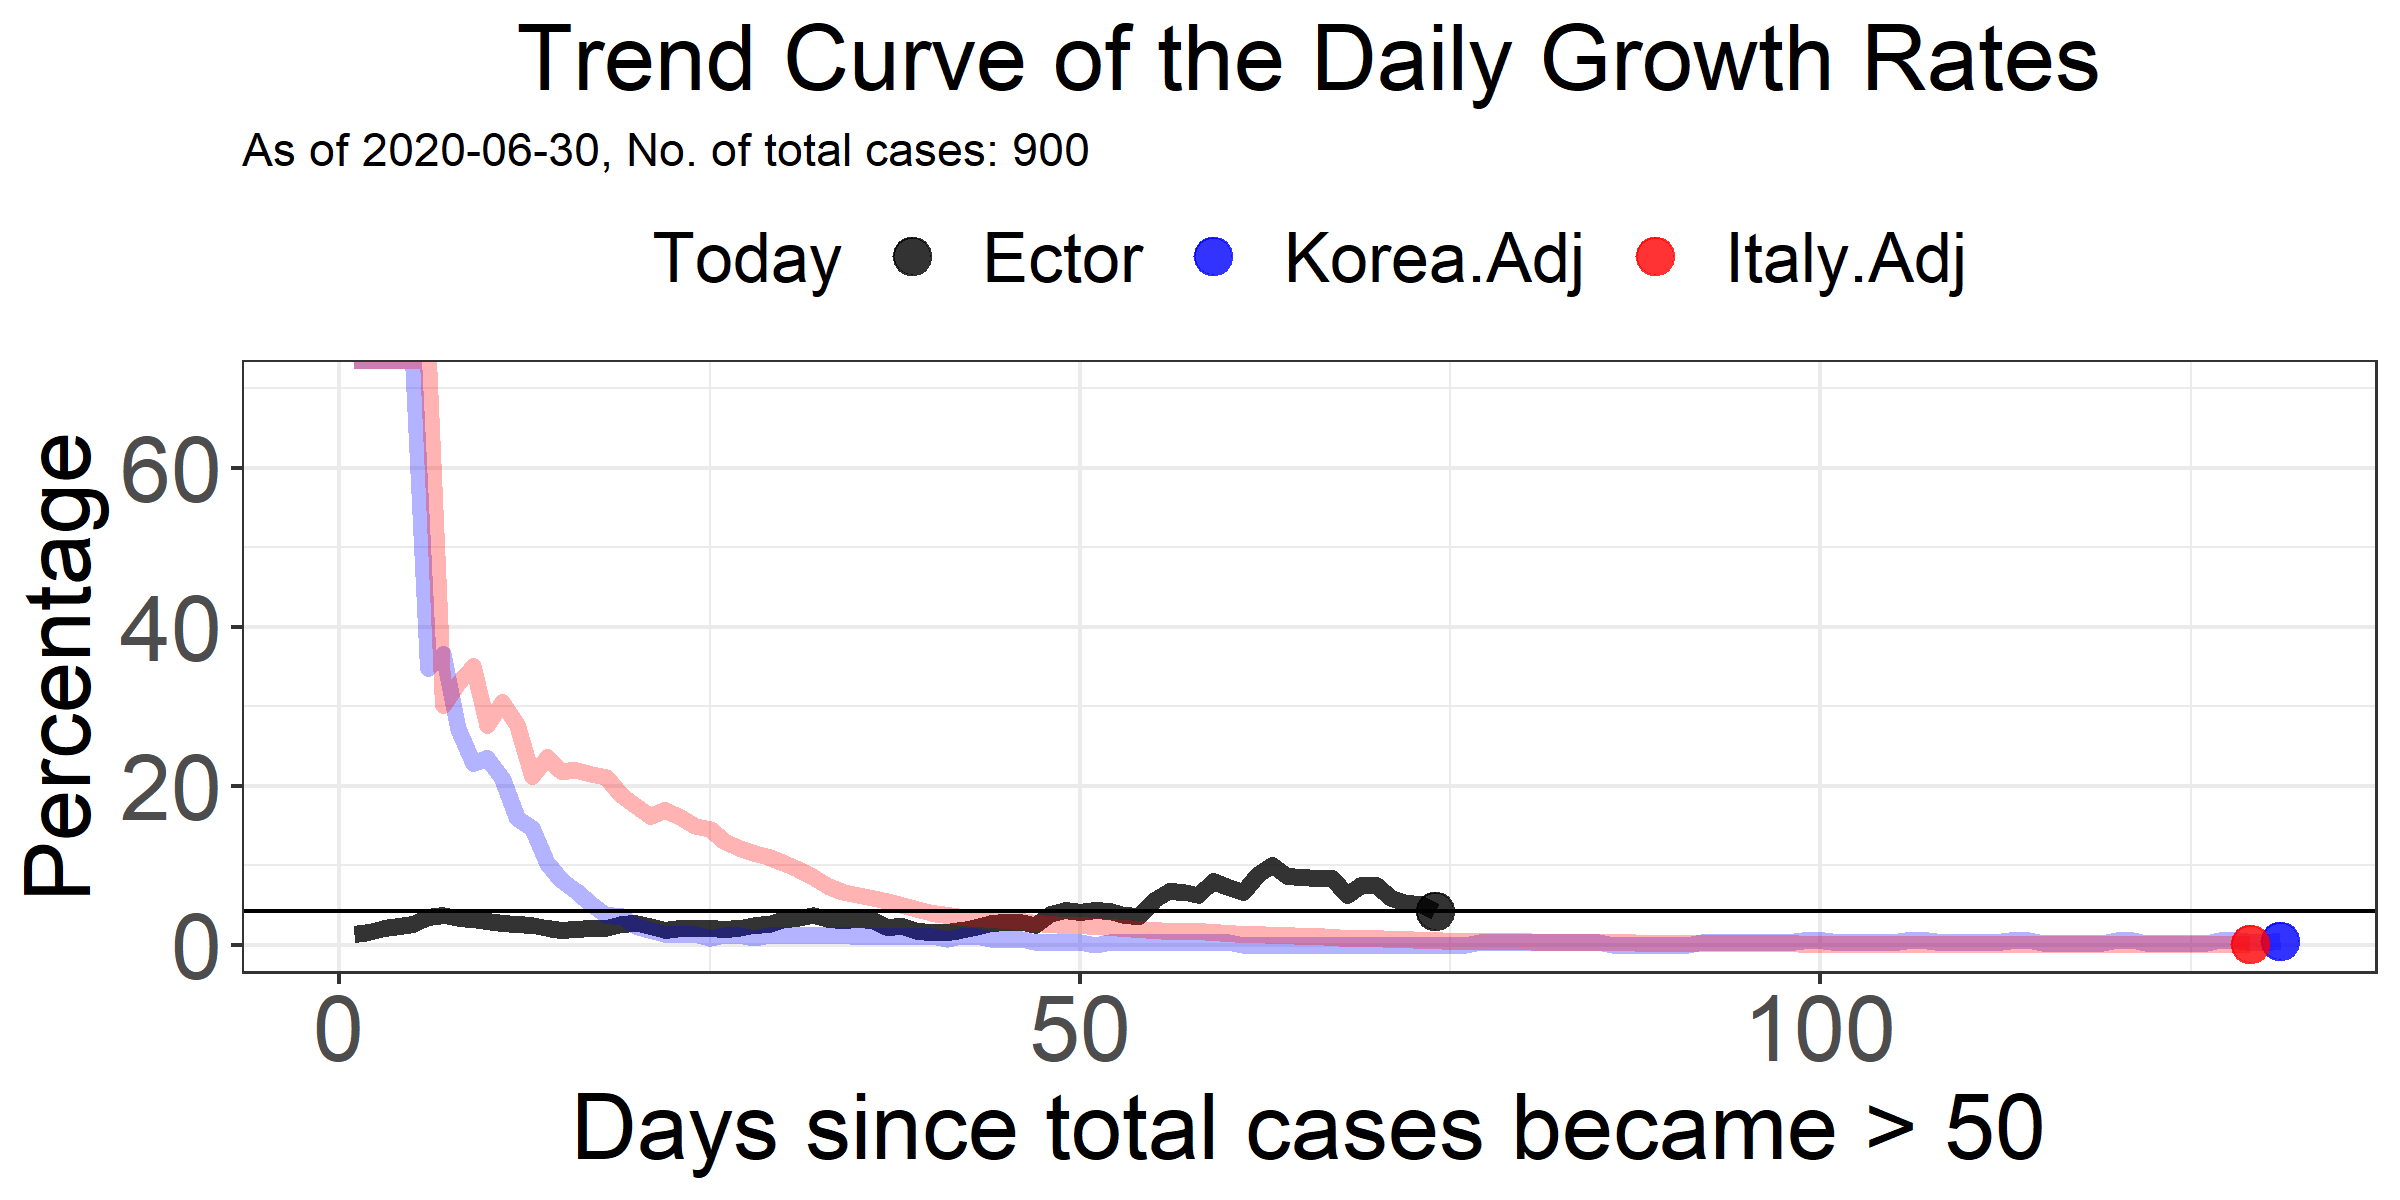 Trend Curve of the Daily Growth Rates
As of 2020-06-30, No. of total cases: 900
Today Ector Korea.Adj Italy.Adj
Percentage
60
40
20
0
0 50 100
Days since total cases became > 50